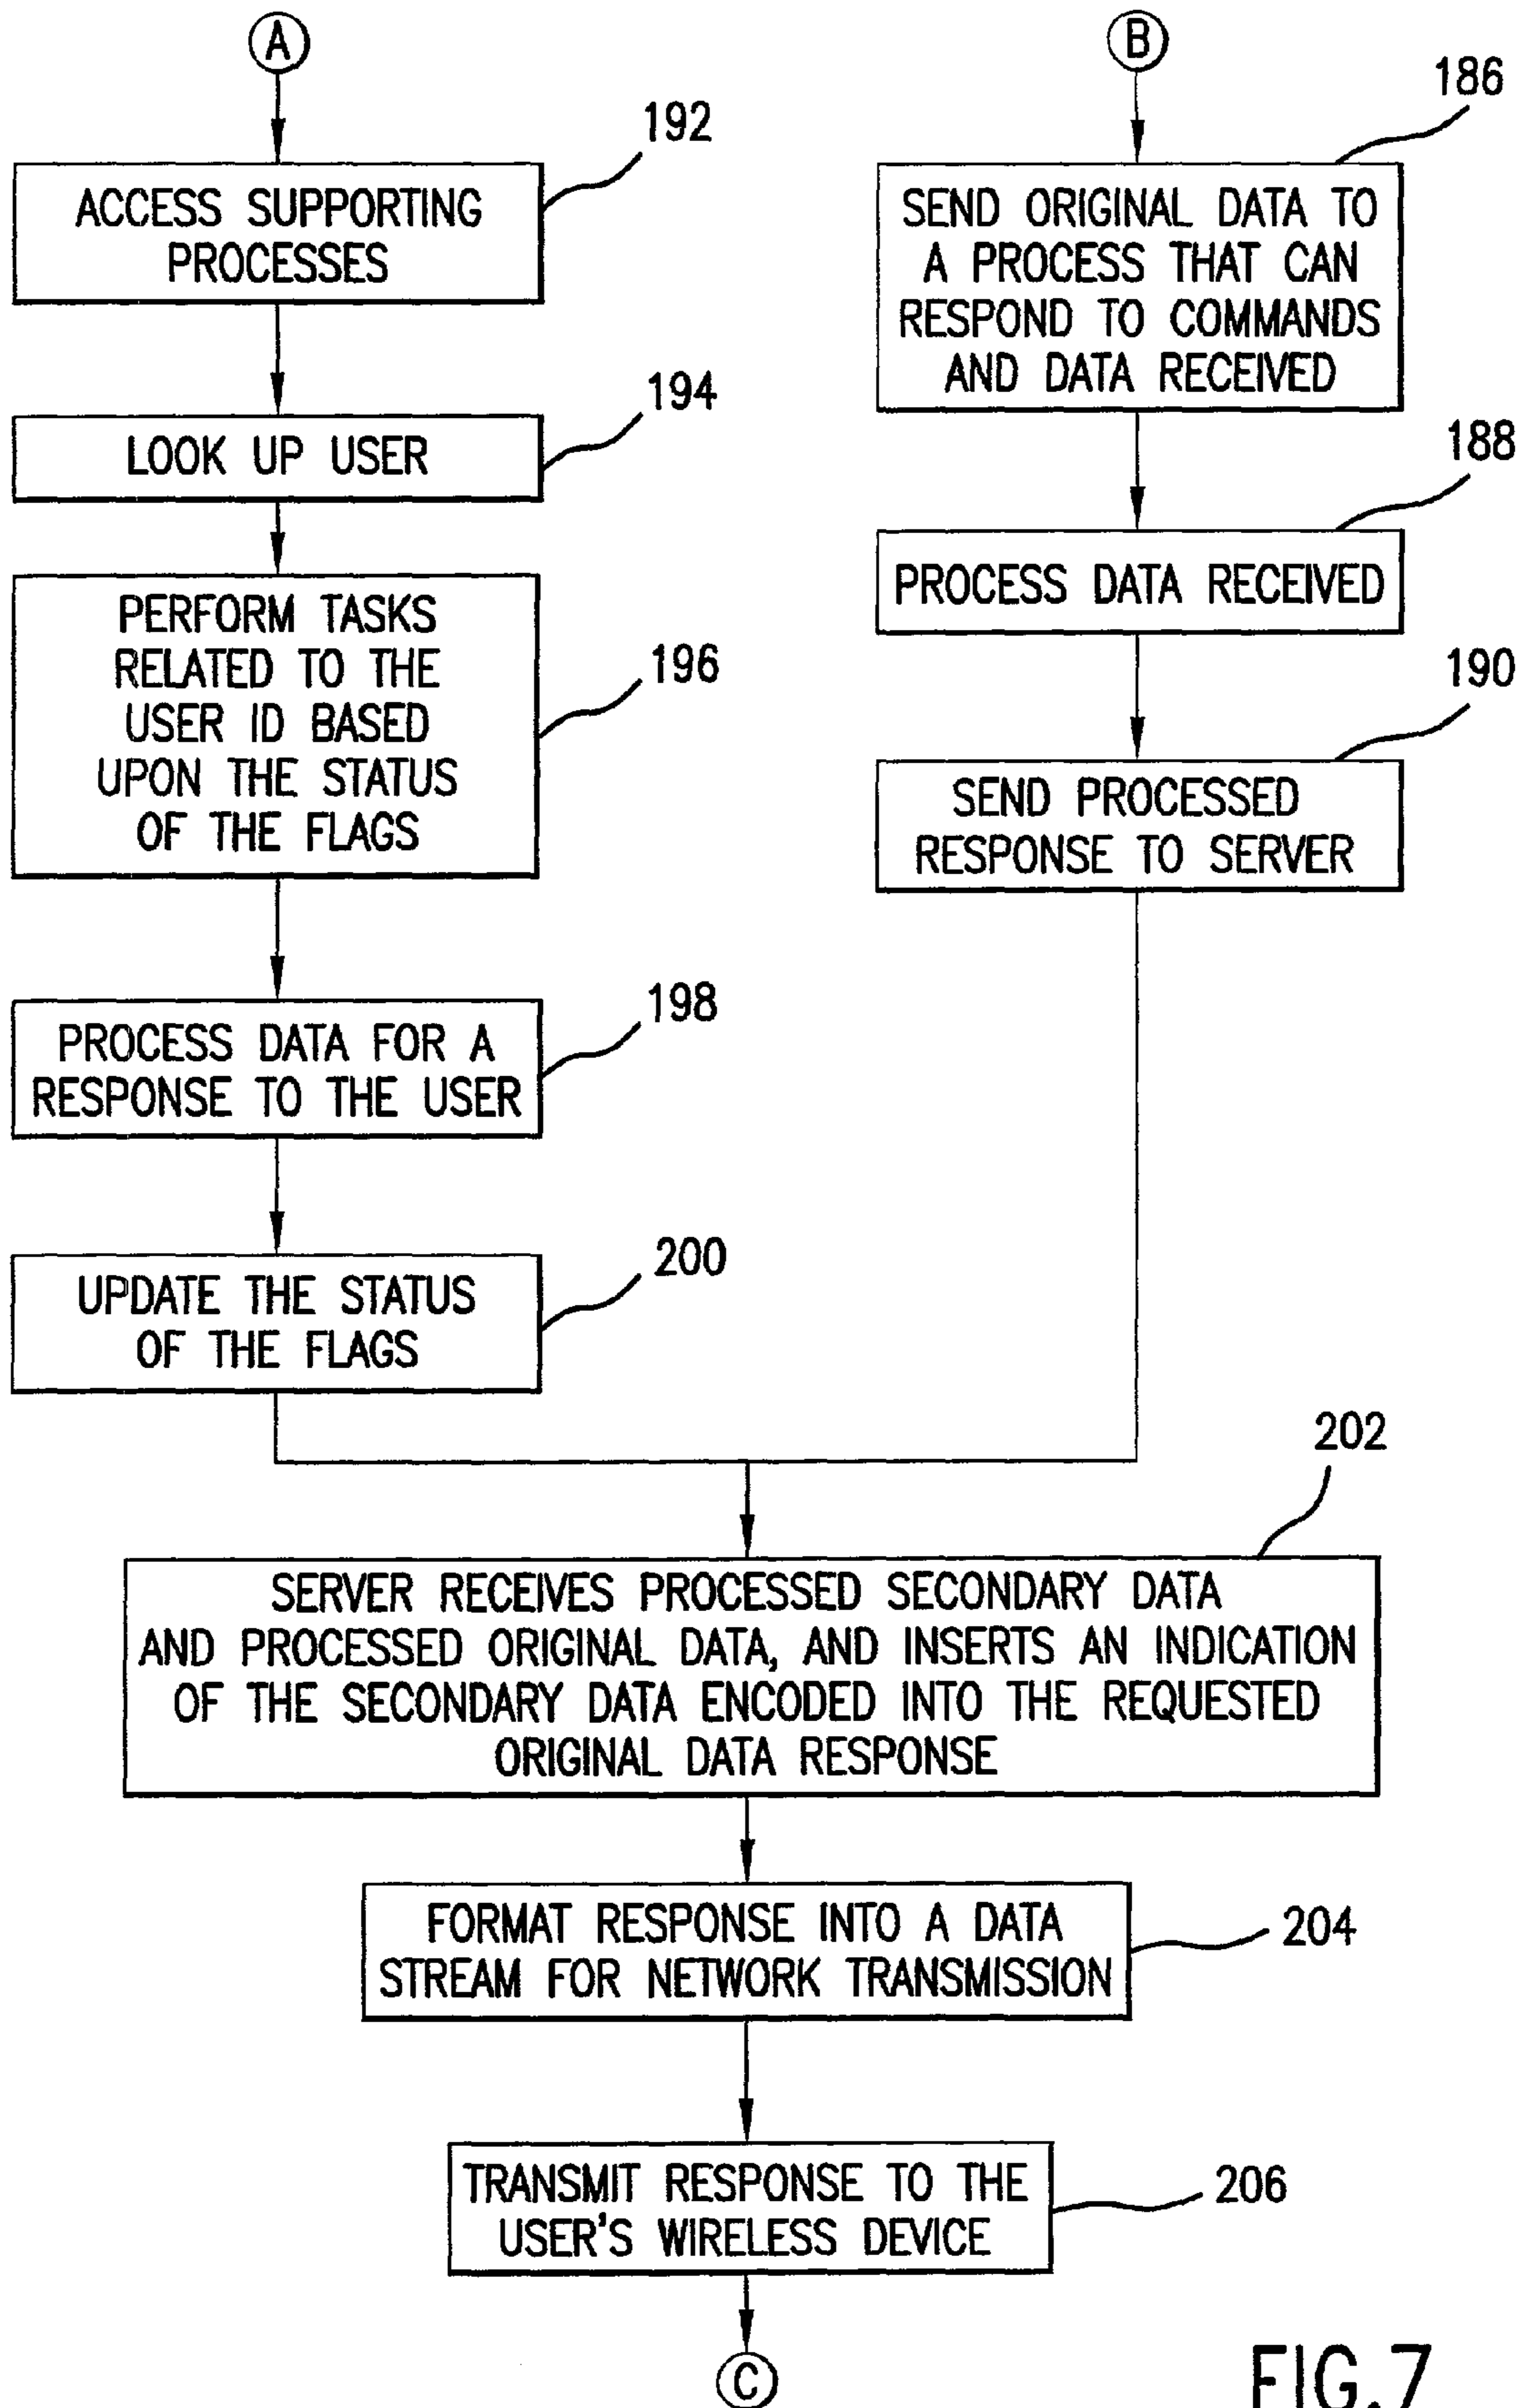 A
192
ACCESS SUPPORTING
PROCESSES
194
LOOK UP USER
196
PERFORM TASKS
RELATED TO THE
USER ID BASED
UPON THE STATUS
OF THE FLAGS
198
PROCESS DATA FOR A
RESPONSE TO THE USER
200
UPDATE THE STATUS
OF THE FLAGS
B
186
SEND ORIGINAL DATA TO
A PROCESS THAT CAN
RESPOND TO COMMANDS
AND DATA RECEIVED
188
PROCESS DATA RECEIVED
190
SEND PROCESSED
RESPONSE TO SERVER
202
SERVER RECEIVES PROCESSED SECONDARY DATA
AND PROCESSED ORIGINAL DATA, AND INSERTS AN INDICATION
OF THE SECONDARY DATA ENCODED INTO THE REQUESTED
ORIGINAL DATA RESPONSE
FORMAT RESPONSE INTO A DATA
STREAM FOR NETWORK TRANSMISSION
204
TRANSMIT RESPONSE TO THE
USER'S WIRELESS DEVICE
206
C
FIG.7